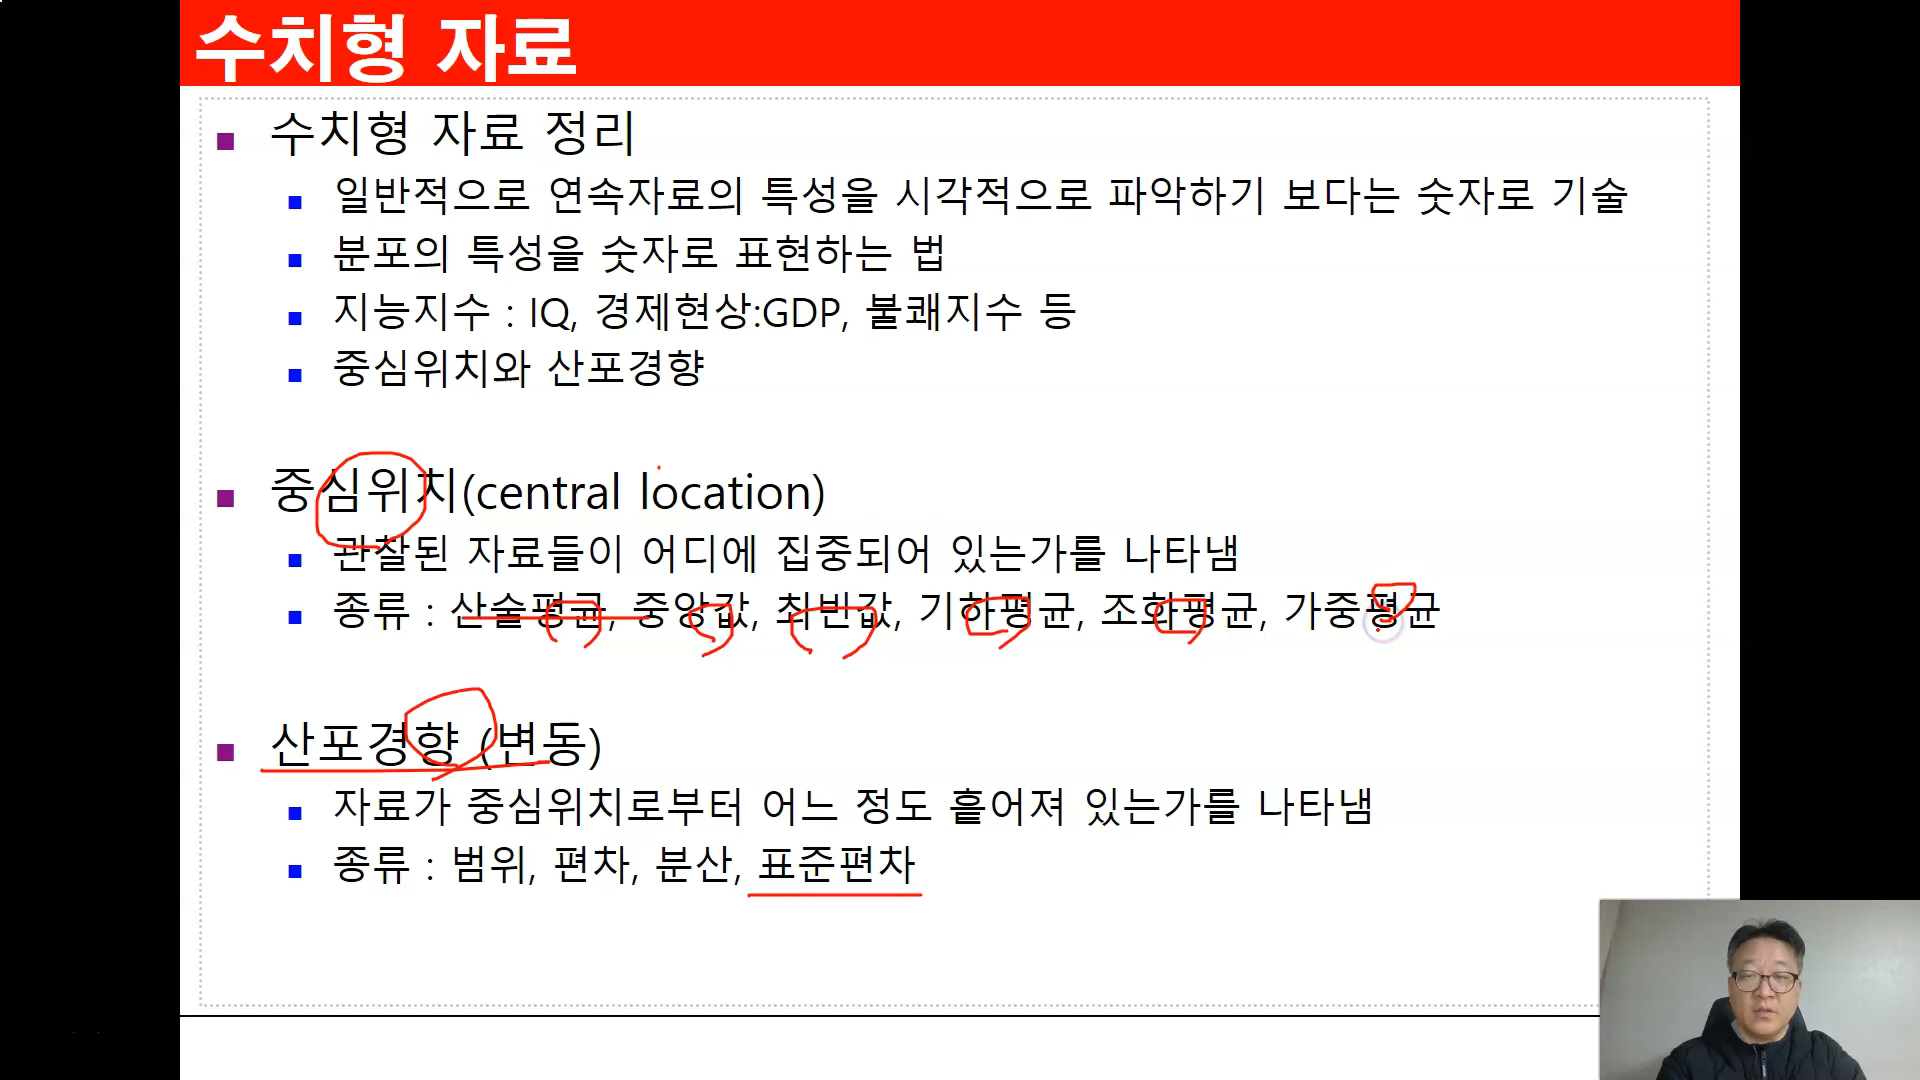 수치형 자료
수치형 자료 정리
일반적으로 연속자료의 특성을 시각적으로 파악하기 보다는 숫자로 기술
분포의 특성을 숫자로 표현하는 법
지능지수 : IQ, 경제현상:GDP, 불쾌지수 등
중심위치와 산포경향
중심위치(central location)
관찰된 자료들이 어디에 집중되어 있는가를 나타냄
종류 : 산술평균, 중앙값, 최빈값, 기하평균, 조화평균, 가중평균
산포경향 (변동)
자료가 중심위치로부터 어느 정도 흩어져 있는가를 나타냄
종류 : 범위, 편차, 분산, 표준편차